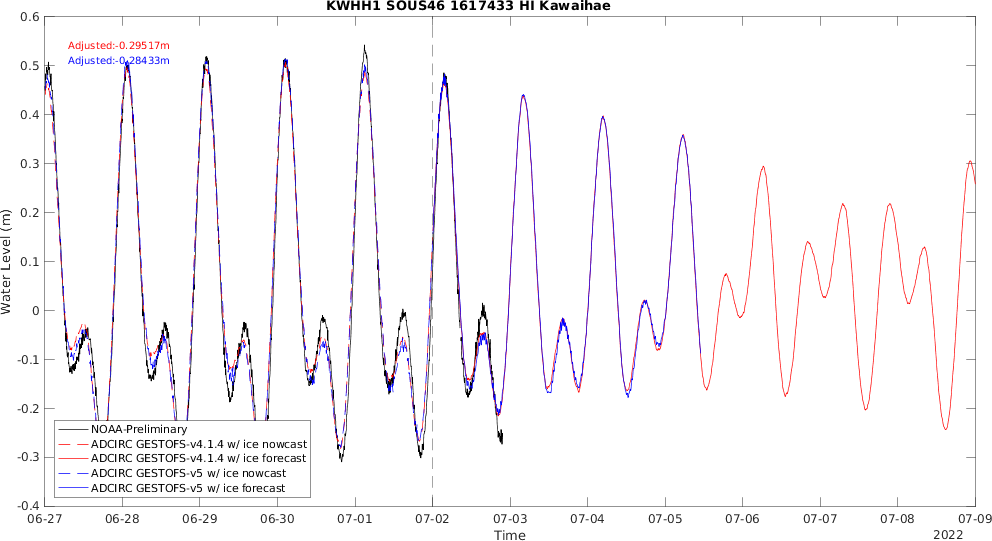 KWHH1 SOUS46 1617433 HI Kawaihae
Adjusted:-0.29517m
Adjusted:-0.28433m
0.6
0.5
0.4
0.3
0.2
0.1
0
-0.1
-0.2
-0.3
-0.4
Water Level (m)
NOAA-Preliminary
ADCIRC GESTOFS-v4.1.4 w/ ice nowcast
ADCIRC GESTOFS-v4.1.4 w/ ice forecast
ADCIRC GESTOFS-v5 w/ ice nowcast
ADCIRC GESTOFS-v5 w/ ice forecast
06-27 06-28 06-29 06-30 07-01 07-02 07-03 07-04 07-05 07-06 07-07 07-08 07-09
Time
2022